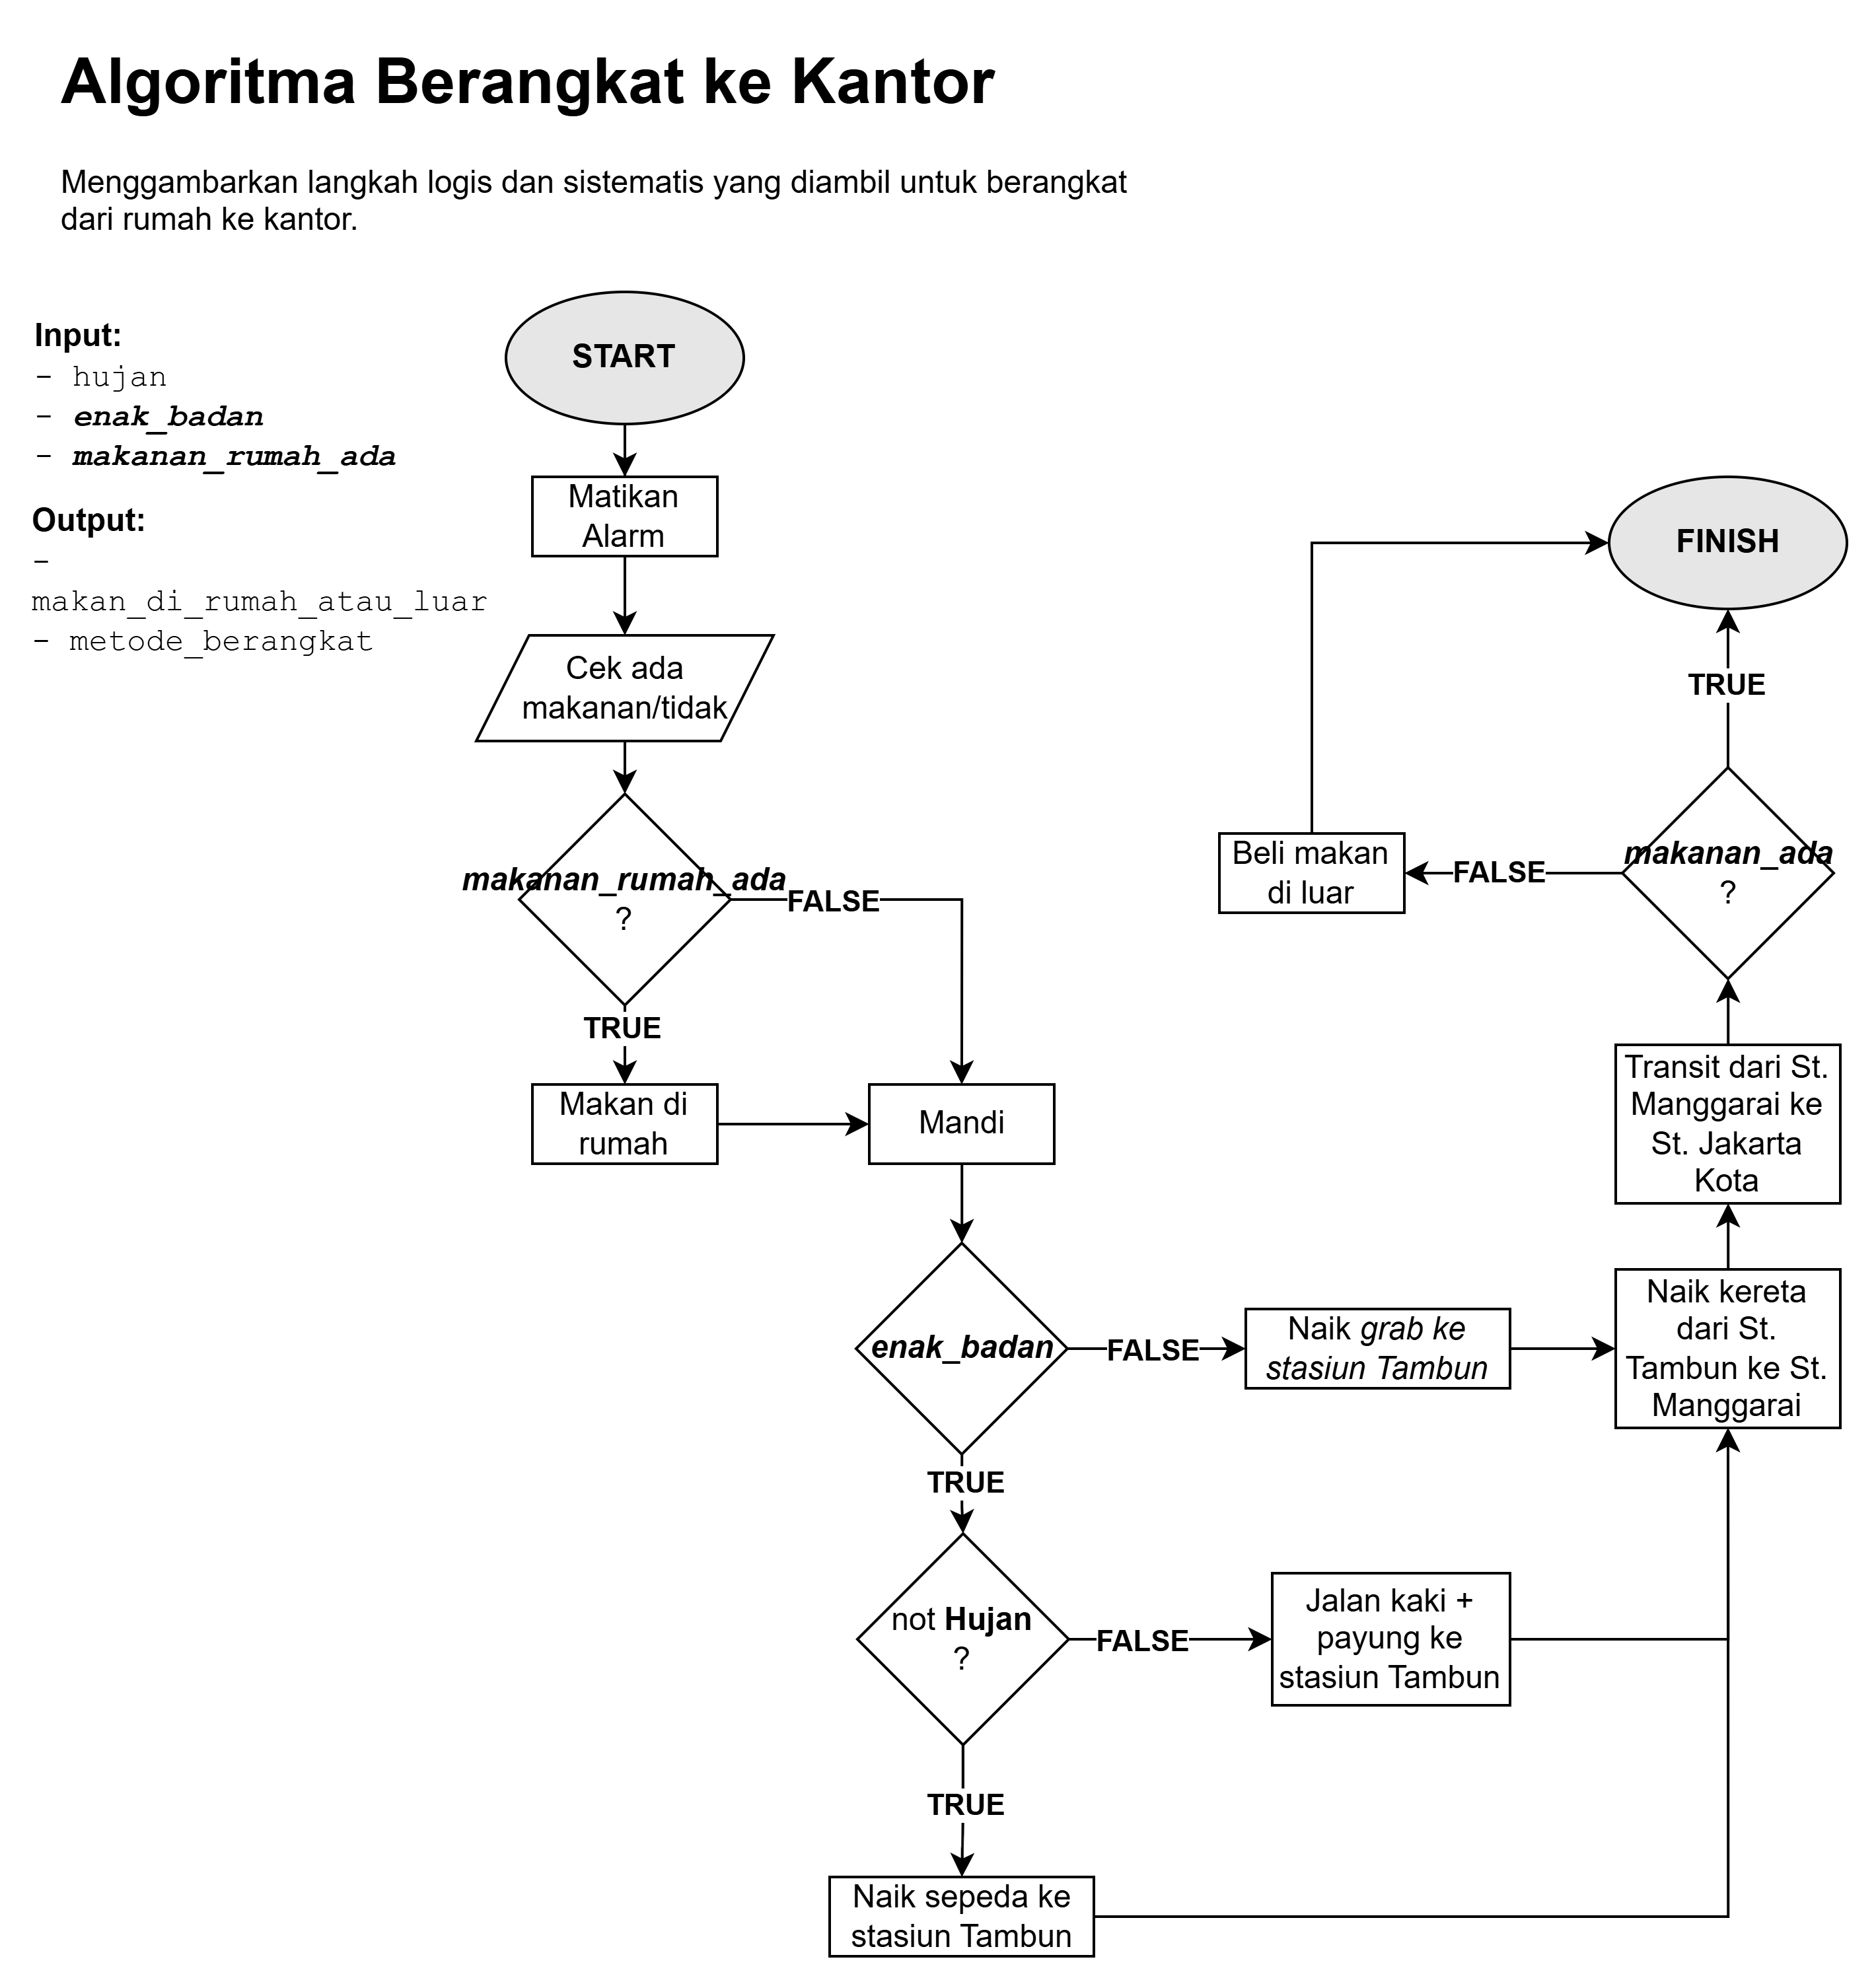 Algoritma Berangkat ke Kantor
Menggambarkan langkah logis dan sistematis yang diambil untuk berangkat
dari rumah ke kantor.
Input:
- hujan
- enak_badan
- makanan_rumah_ada
Output:
-
makan_di_rumah_atau_luar
- metode_berangkat
START
Matikan
Alarm
Cek ada
makanan/tidak
makanan_rumah_ada
?
FALSE
TRUE
Makan di
rumah
Mandi
enak_badan
FALSE
Naik grab ke
stasiun Tambun
TRUE
not Hujan
?
FALSE
Jalan kaki +
payung ke
stasiun Tambun
TRUE
Naik sepeda ke
stasiun Tambun
Naik kereta
dari St.
Tambun ke St.
Manggarai
Transit dari St.
Manggarai ke
St. Jakarta
Kota
makanan_ada
?
FALSE
Beli makan
di luar
TRUE
FINISH